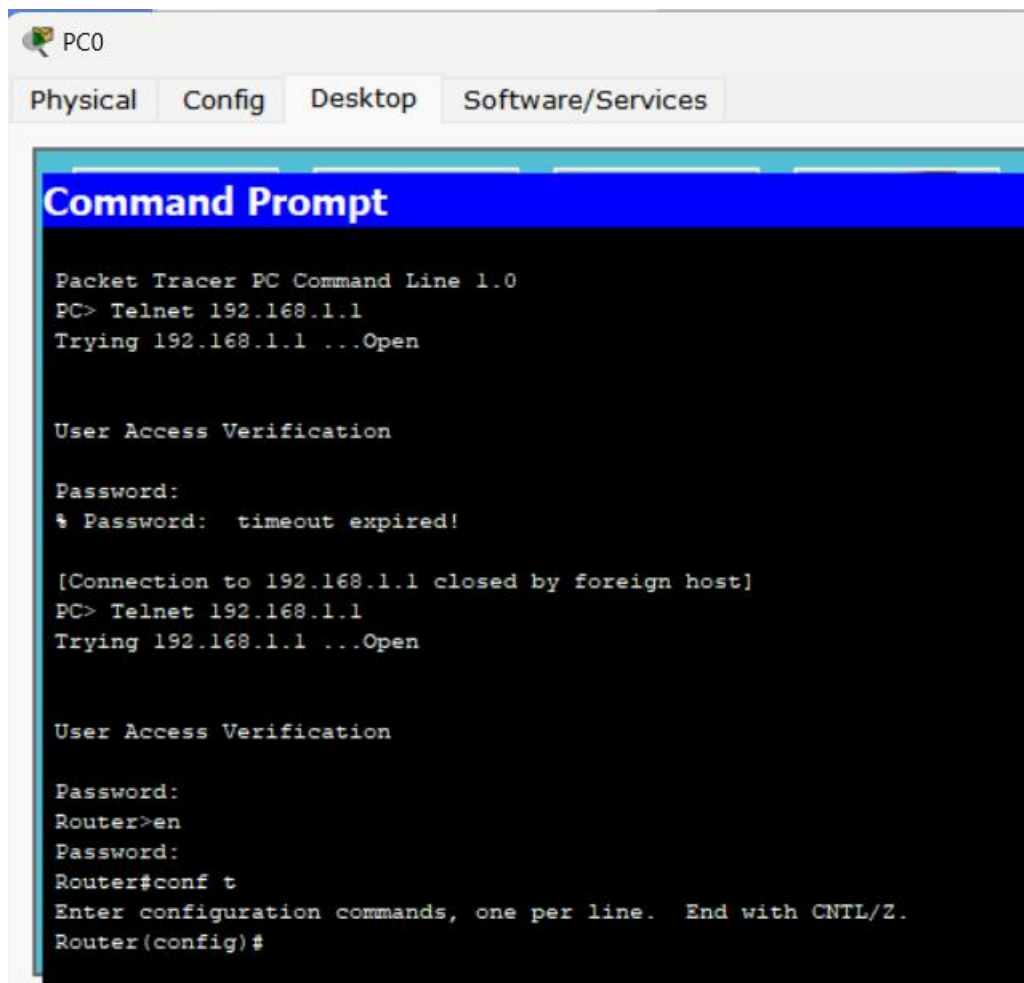 PC0
Physical Config Desktop Software/Services
Command Prompt
Packet Tracer PC Command Line 1.0
PC> Telnet 192.168.1.1
Trying 192.168.1.1 ...Open
User Access Verification
Password:
% Password:  timeout expired!
[Connection to 192.168.1.1 closed by foreign host]
PC> Telnet 192.168.1.1
Trying 192.168.1.1 ...Open
User Access Verification
Password:
Router>en
Password:
Router#conf t
Enter configuration commands, one per line.  End with CNTL/Z.
Router(config)#